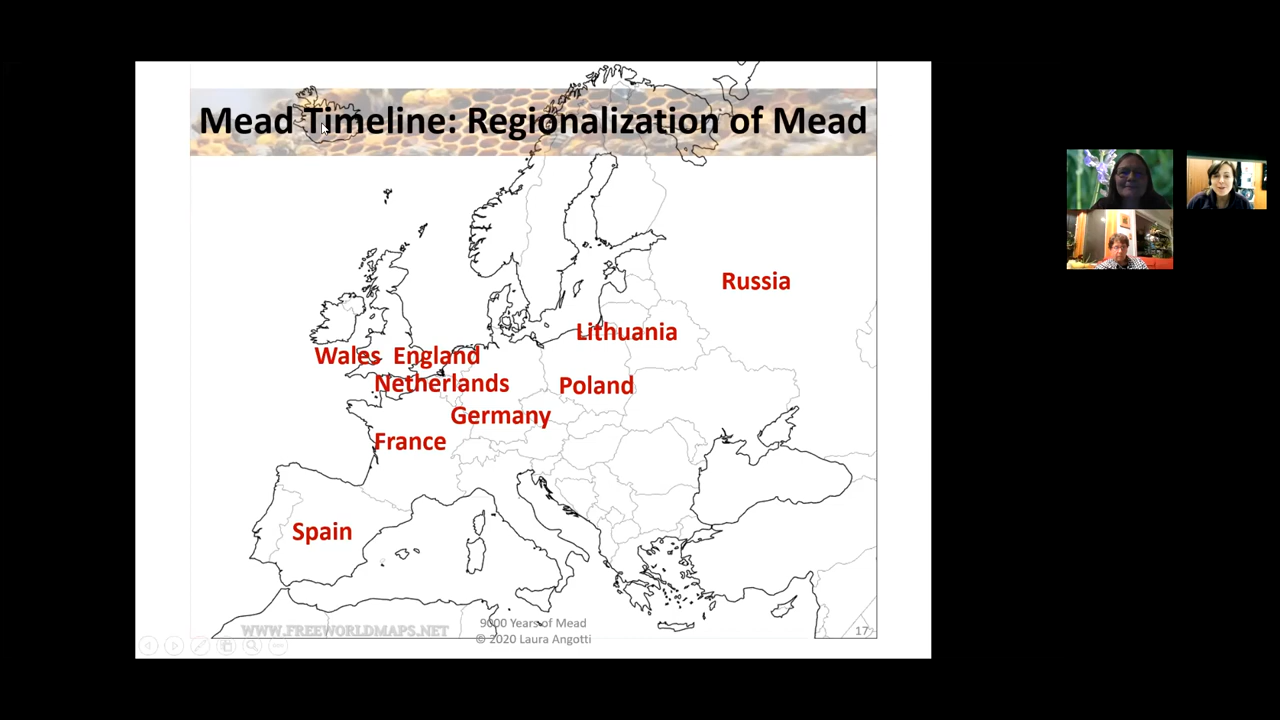 Mead Timeline: Regionalization of Mead
Russia
Lithuania
Wales England
Netherlands
Poland
Germany
France
Spain
WWW.FREEWORLDMAPS.NET
9000 Years of Mead
© 2020 Laura Angotti
17